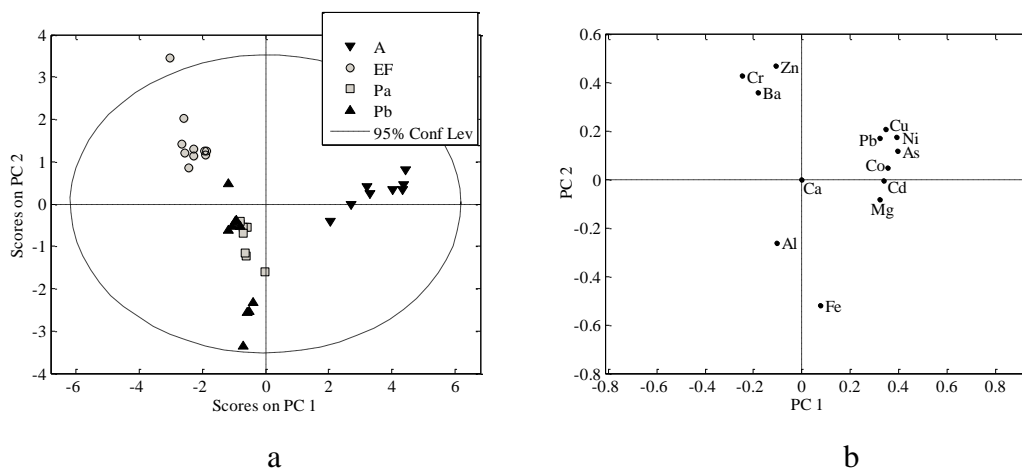 4
3
2
1
0
-1
-2
-3
-4
Scores on PC 2
-6
-4
-2
0
2
4
6
Scores on PC 1
A
EF
Pa
Pb
95% Conf Lev
a
0.6
0.4
0.2
0
-0.2
-0.4
-0.6
-0.8
PC 2
-0.8
-0.6
-0.4
-0.2
0
0.2
0.4
0.6
0.8
PC 1
Zn
Cr
Ba
Cu
Pb
Ni
As
Co
Ca
Cd
Mg
Al
Fe
b